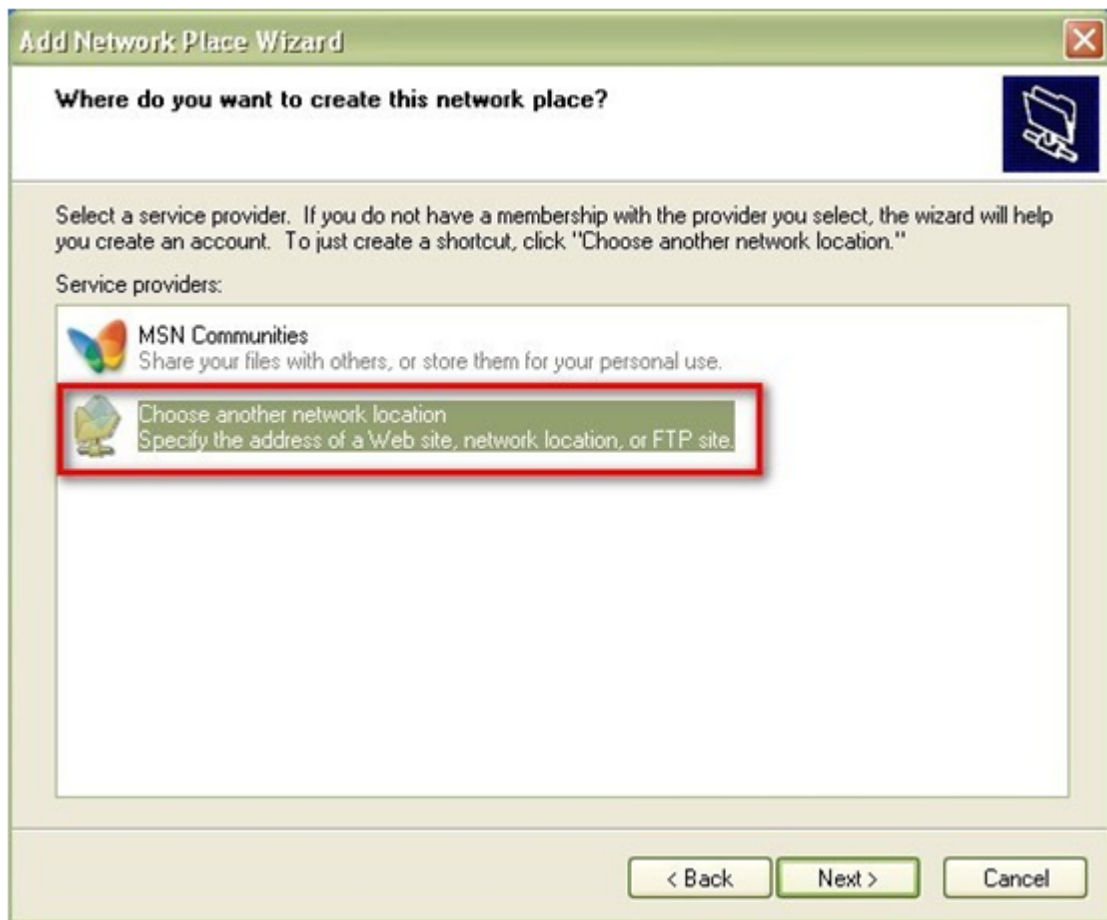 Add Network Place Wizard
Where do you want to create this network place?
Select a service provider. If you do not have a membership with the provider you select, the wizard will help
you create an account. To just create a shortcut, click "Choose another network location."
Service providers:
MSN Communities
Share your files with others, or store them for your personal use.
Choose another network location
Specify the address of a Web site, network location, or FTP site.
< Back Next > Cancel